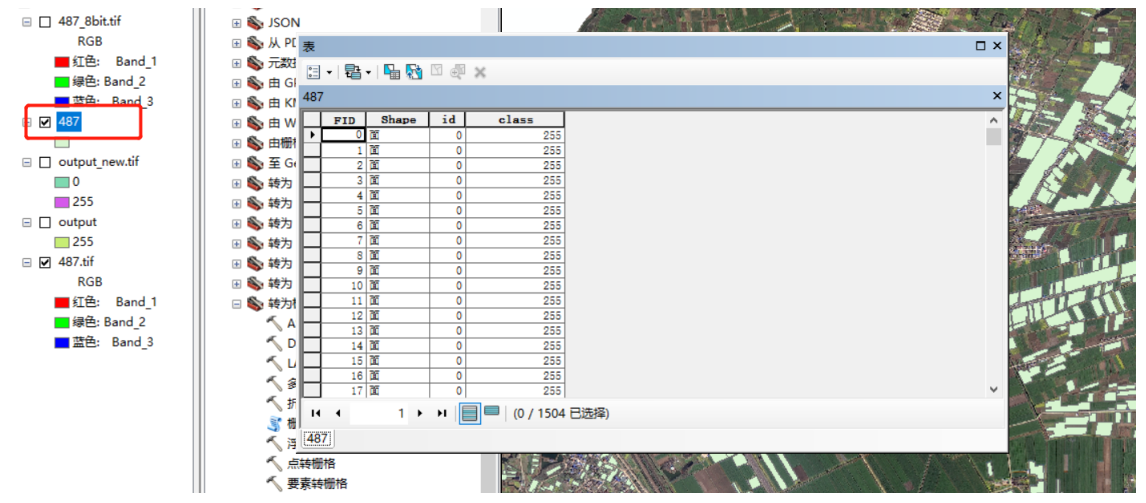 487_8bit.tif
RGB
红色: Band_1
绿色: Band_2
蓝色: Band_3
487
output_new.tif
0
255
output
255
487.tif
RGB
红色: Band_1
绿色: Band_2
蓝色: Band_3
JSON
从 PD
元数
由 G
由 KM
由 W
由栅
至 Ge
转为
转为
转为
转为
转为
转为
转为
A
D
LA
多
折
栅
浮
点转栅格
要素转栅格
表
487
FID Shape id class
0 面 0 255
1 面 0 255
2 面 0 255
3 面 0 255
4 面 0 255
5 面 0 255
6 面 0 255
7 面 0 255
8 面 0 255
9 面 0 255
10 面 0 255
11 面 0 255
12 面 0 255
13 面 0 255
14 面 0 255
15 面 0 255
16 面 0 255
17 面 0 255
1 (0 / 1504 已选择)
487